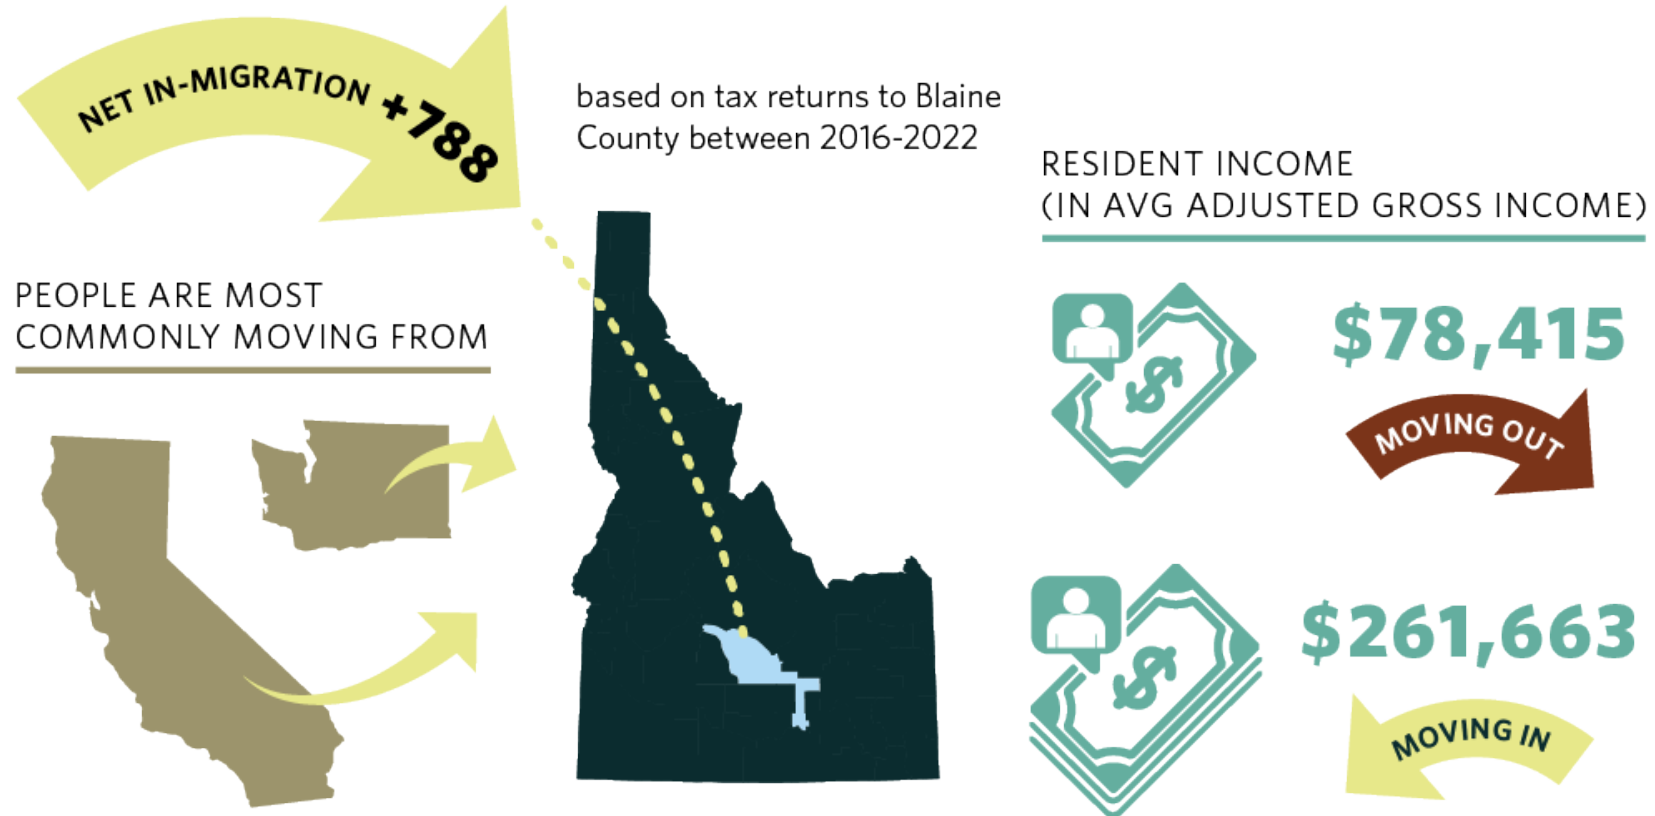 NET IN-MIGRATION +788
based on tax returns to Blaine
County between 2016-2022
PEOPLE ARE MOST
COMMONLY MOVING FROM
RESIDENT INCOME
(IN AVG ADJUSTED GROSS INCOME)
$
$78,415
MOVING OUT
$
$261,663
MOVING IN